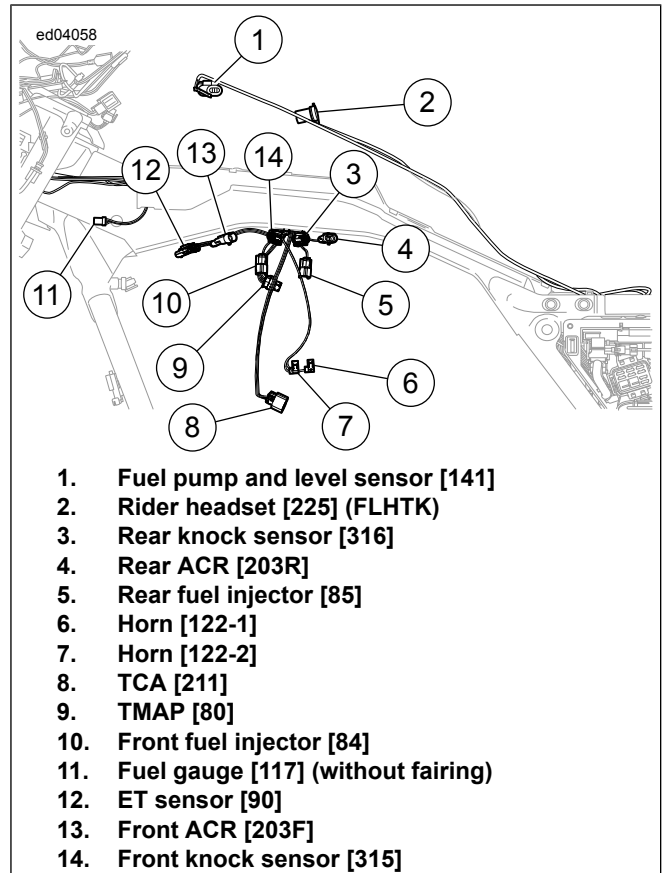 ed04058
1
2
13
14
3
12
4
11
10
5
9
6
8
7
1. Fuel pump and level sensor [141]
2. Rider headset [225] (FLHTK)
3. Rear knock sensor [316]
4. Rear ACR [203R]
5. Rear fuel injector [85]
6. Horn [122-1]
7. Horn [122-2]
8. TCA [211]
9. TMAP [80]
10. Front fuel injector [84]
11. Fuel gauge [117] (without fairing)
12. ET sensor [90]
13. Front ACR [203F]
14. Front knock sensor [315]